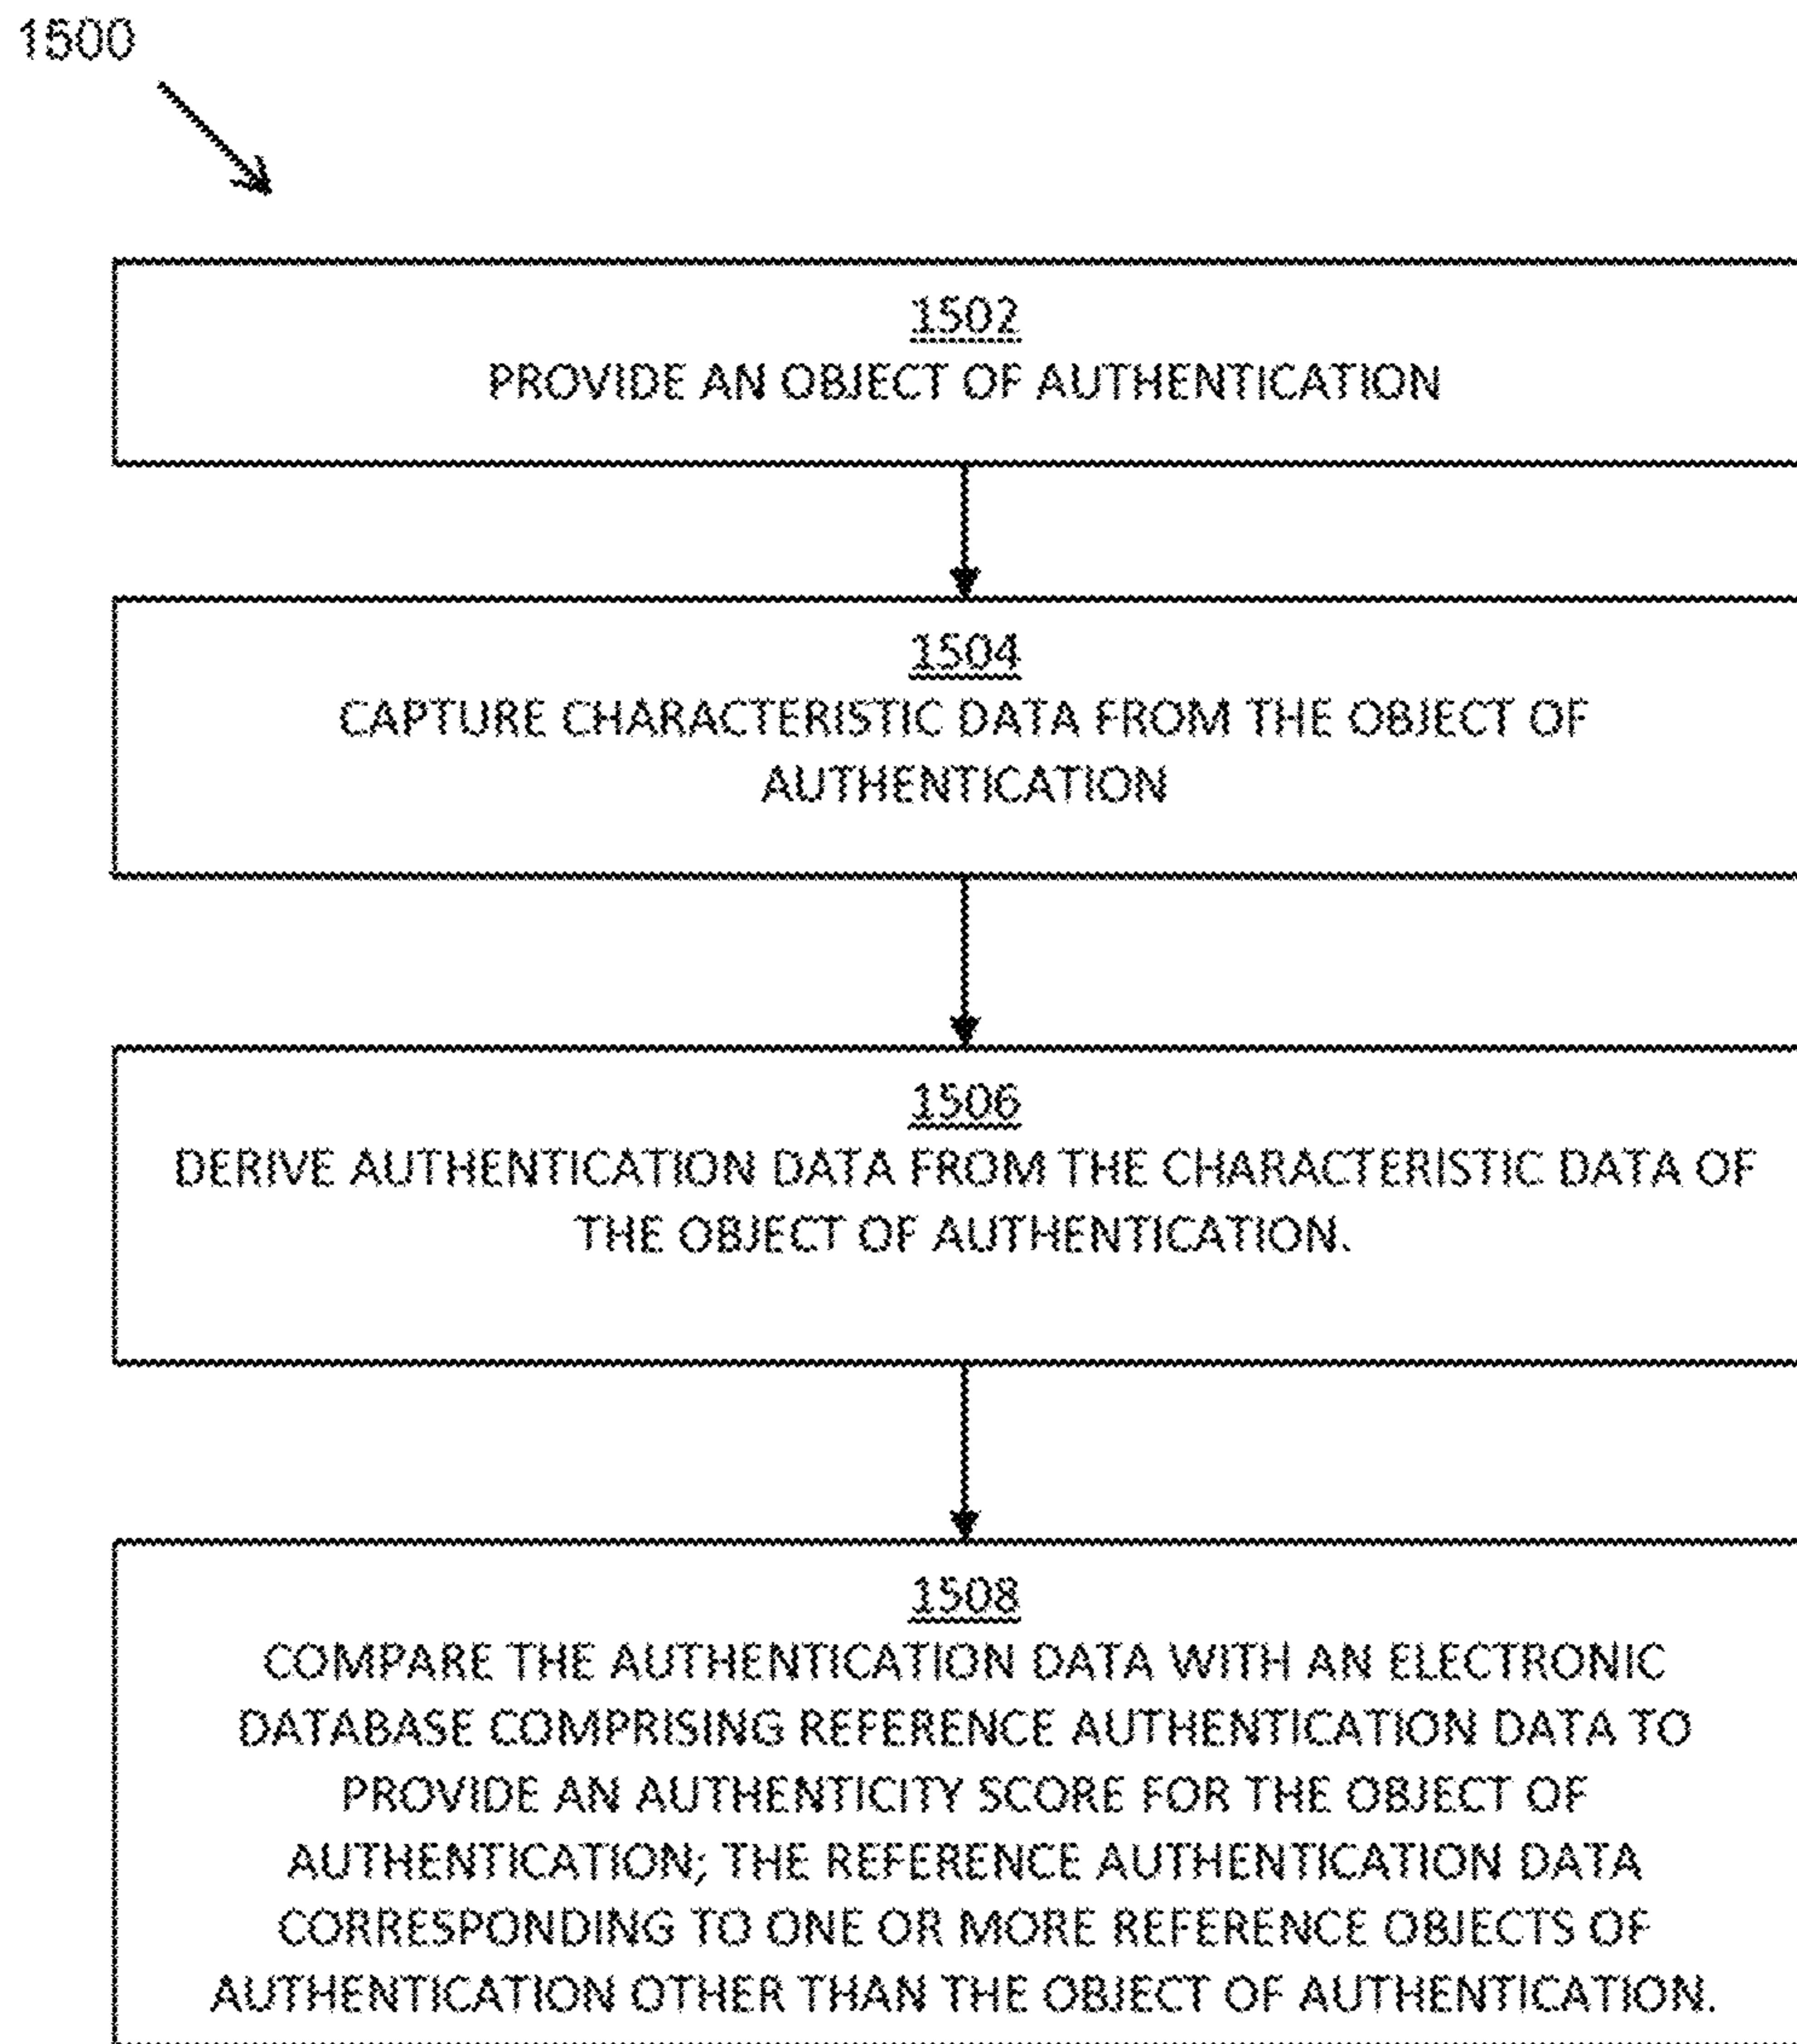 1500
1502
PROVIDE AN OBJECT OF AUTHENTICATION
1504
CAPTURE CHARACTERISTIC DATA FROM THE OBJECT OF
AUTHENTICATION
1506
DERIVE AUTHENTICATION DATA FROM THE CHARACTERISTIC DATA OF
THE OBJECT OF AUTHENTICATION.
1508
COMPARE THE AUTHENTICATION DATA WITH AN ELECTRONIC
DATABASE COMPRISING REFERENCE AUTHENTICATION DATA TO
PROVIDE AN AUTHENTICITY SCORE FOR THE OBJECT OF
AUTHENTICATION; THE REFERENCE AUTHENTICATION DATA
CORRESPONDING TO ONE OR MORE REFERENCE OBJECTS OF
AUTHENTICATION OTHER THAN THE OBJECT OF AUTHENTICATION.